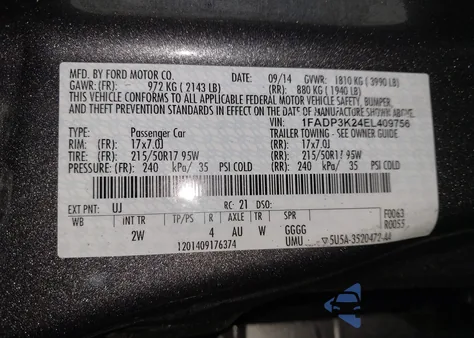 MFD. BY FORD MOTOR CO. DATE: 09/14 GVWR: 1810 KG ( 3990 LB)
GAWR: (FR) 972 KG ( 2143 LB) (RR): 880 KG ( 1940 LB)
THIS VEHICLE CONFORMS TO ALL APPLICABLE FEDERAL MOTOR VEHICLE SAFETY, BUMPER,
AND THEFT PREVENTION STANDARDS IN EFFECT ON THE DATE OF MANUFACTURE SHOWN ABOVE.
VIN: 1FADP3K24EL409756
TYPE: Passenger Car TRAILER TOWING - SEE OWNER
RIM: (FR) 17x7.0J (RR): 17x7.0J
TIRE: (FR) 215/50R17 95W (RR): 215/50R17 95W
PRESSURE: (FR) 240 kPa/ 35 PSI COLD (RR): 240 kPa/ 35 PSI COLD
EXT PNT: UJ RC: 21 DSO: F0063
WB INT TR TP/PS R AXLE TR SPR R0055
2W 4 AU W GGGG
1201409176374 UMU ▽5U5A-3520472-AA